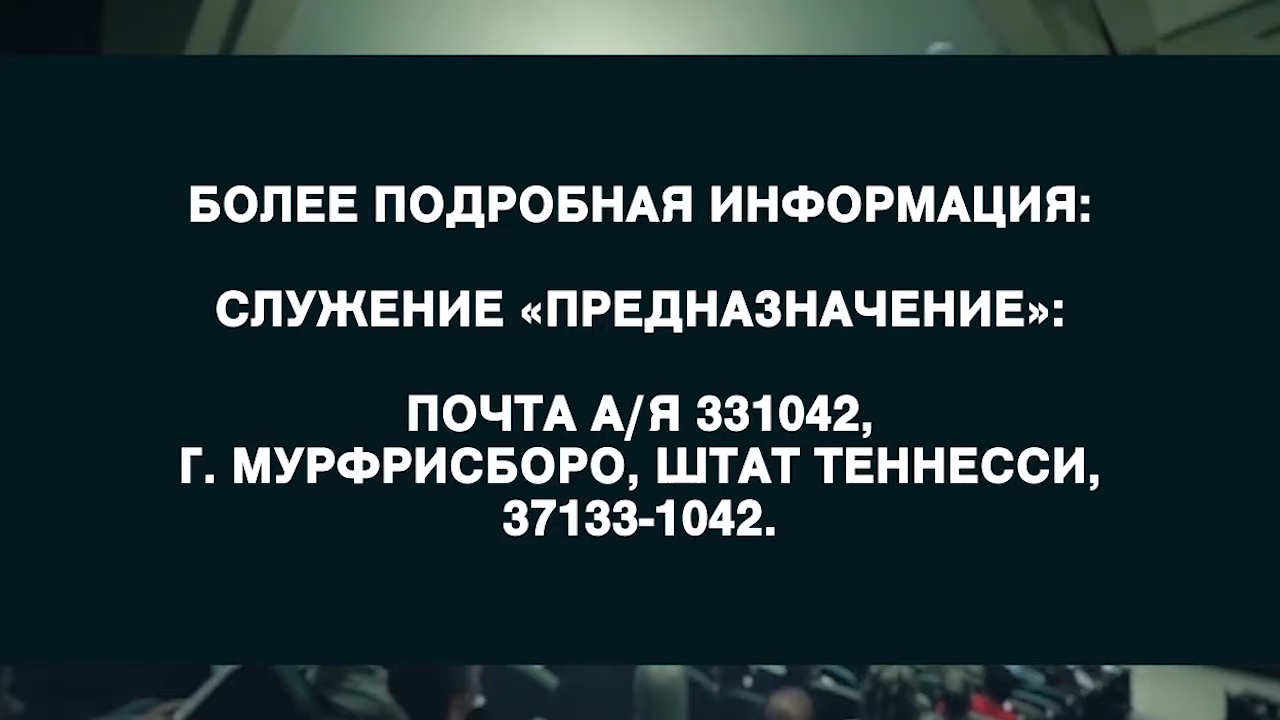 БОЛЕЕ ПОДРОБНАЯ ИНФОРМАЦИЯ:
СЛУЖЕНИЕ «ПРЕДНАЗНАЧЕНИЕ»:
ПОЧТА А/Я 331042,
Г. МУРФРИСБОРО, ШТАТ ТЕННЕССИ,
37133-1042.